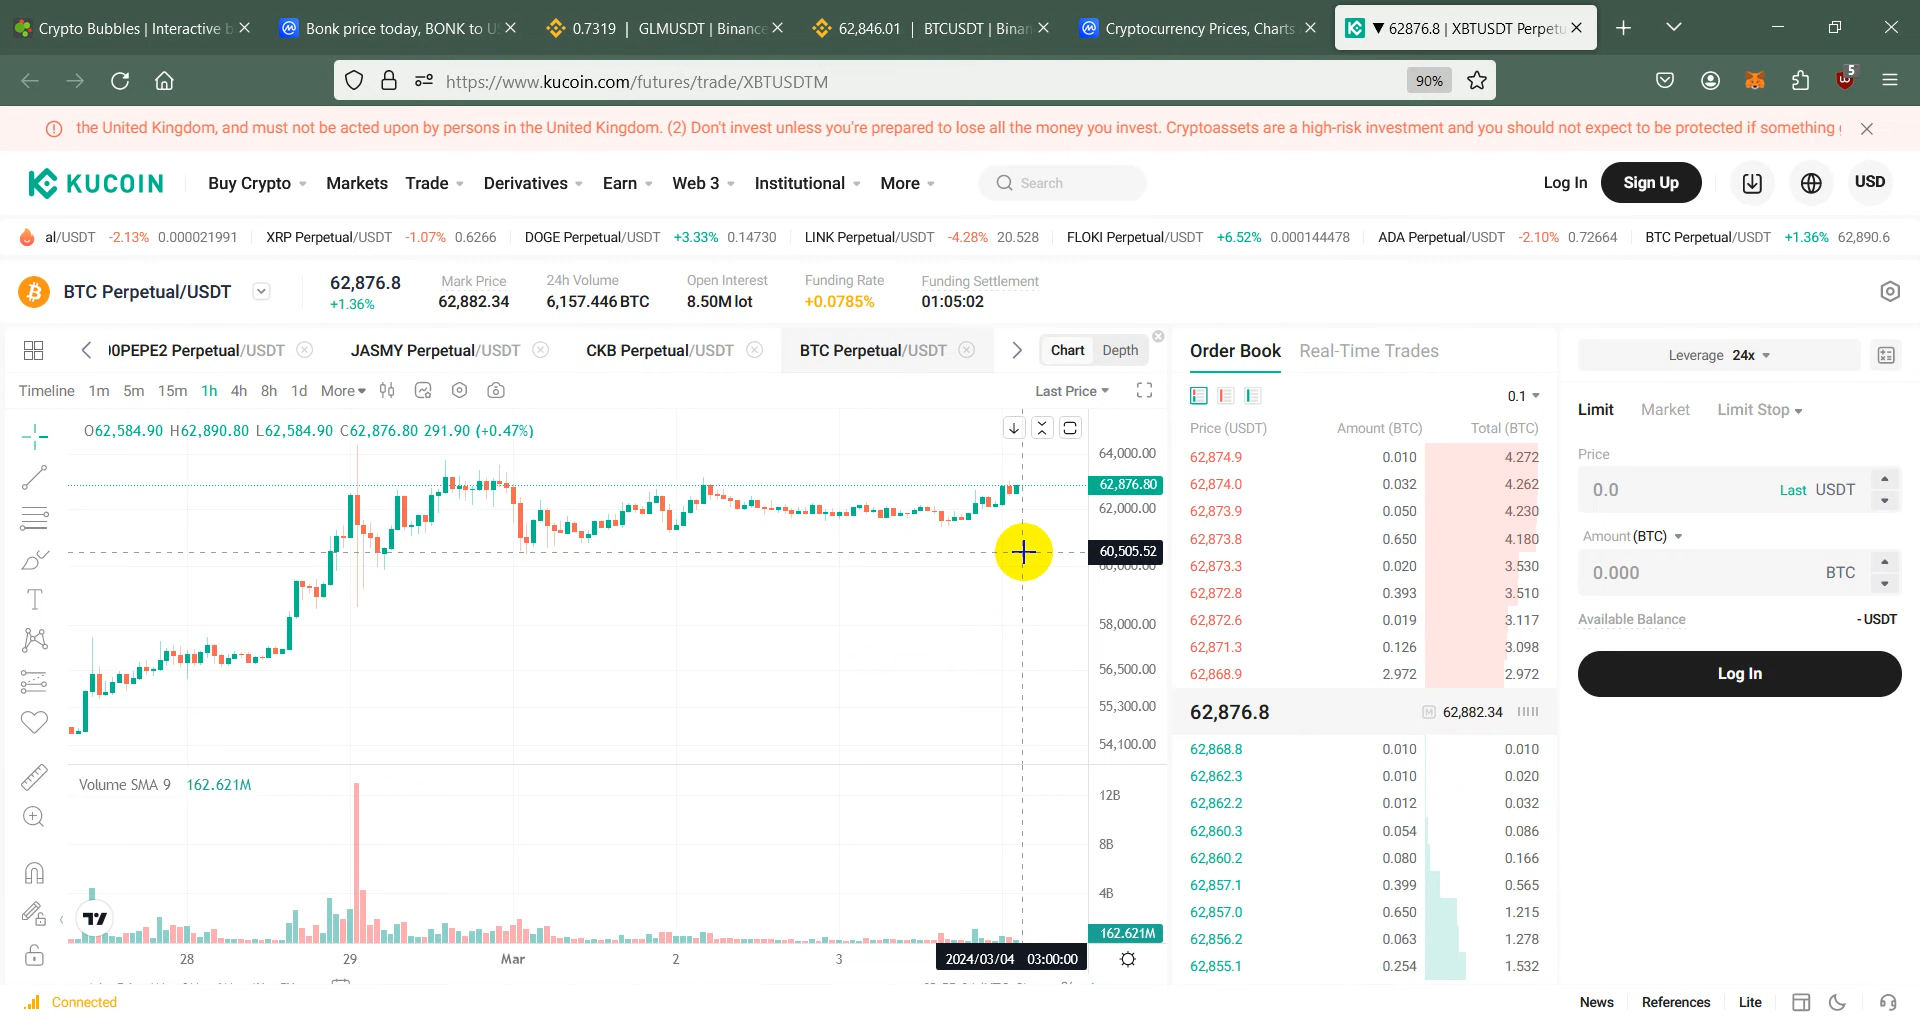 Crypto Bubbles | Interactive b
Bonk price today, BONK to U
0.7319 | GLMUSDT | Binance
62,846.01 | BTCUSDT | Binan
Cryptocurrency Prices, Charts
▼ 62876.8 | XBTUSDT Perpetu
https://www.kucoin.com/futures/trade/XBTUSDTM
90%
5
the United Kingdom, and must not be acted upon by persons in the United Kingdom. (2) Don't invest unless you're prepared to lose all the money you invest. Cryptoassets are a high-risk investment and you should not expect to be protected if something
KUCOIN
Buy Crypto Markets Trade Derivatives Earn Web 3 Institutional More
Search
Log In
Sign Up
USD
al/USDT -2.13% 0.000021991
XRP Perpetual/USDT -1.07% 0.6266
DOGE Perpetual/USDT +3.33% 0.14730
LINK Perpetual/USDT -4.28% 20.528
FLOKI Perpetual/USDT +6.52% 0.000144478
ADA Perpetual/USDT -2.10% 0.72664
BTC Perpetual/USDT +1.36% 62,890.6
BTC Perpetual/USDT
62,876.8
+1.36%
Mark Price
62,882.34
24h Volume
6,157.446 BTC
Open Interest
8.50M lot
Funding Rate
+0.0785%
Funding Settlement
01:05:02
00PEPE2 Perpetual/USDT
JASMY Perpetual/USDT
CKB Perpetual/USDT
BTC Perpetual/USDT
Chart Depth
Timeline 1m 5m 15m 1h 4h 8h 1d More
Last Price
O62,584.90 H62,890.80 L62,584.90 C62,876.80 291.90 (+0.47%)
64,000.00
62,876.80
62,000.00
60,505.52
58,000.00
56,500.00
55,300.00
54,100.00
Volume SMA 9 162.621M
12B
8B
4B
162.621M
28 29 Mar 2 3
2024/03/04 03:00:00
Order Book Real-Time Trades
0.1
Price (USDT) Amount (BTC) Total (BTC)
62,874.9 0.010 4.272
62,874.0 0.032 4.262
62,873.9 0.050 4.230
62,873.8 0.650 4.180
62,873.3 0.020 3.530
62,872.8 0.393 3.510
62,872.6 0.019 3.117
62,871.3 0.126 3.098
62,868.9 2.972 2.972
62,876.8 M 62,882.34
62,868.8 0.010 0.010
62,862.3 0.010 0.020
62,862.2 0.012 0.032
62,860.3 0.054 0.086
62,860.2 0.080 0.166
62,857.1 0.399 0.565
62,857.0 0.650 1.215
62,856.2 0.063 1.278
62,855.1 0.254 1.532
Leverage 24x
Limit Market Limit Stop
Price
0.0 Last USDT
Amount (BTC)
0.000 BTC
Available Balance - USDT
Log In
Connected
News References Lite